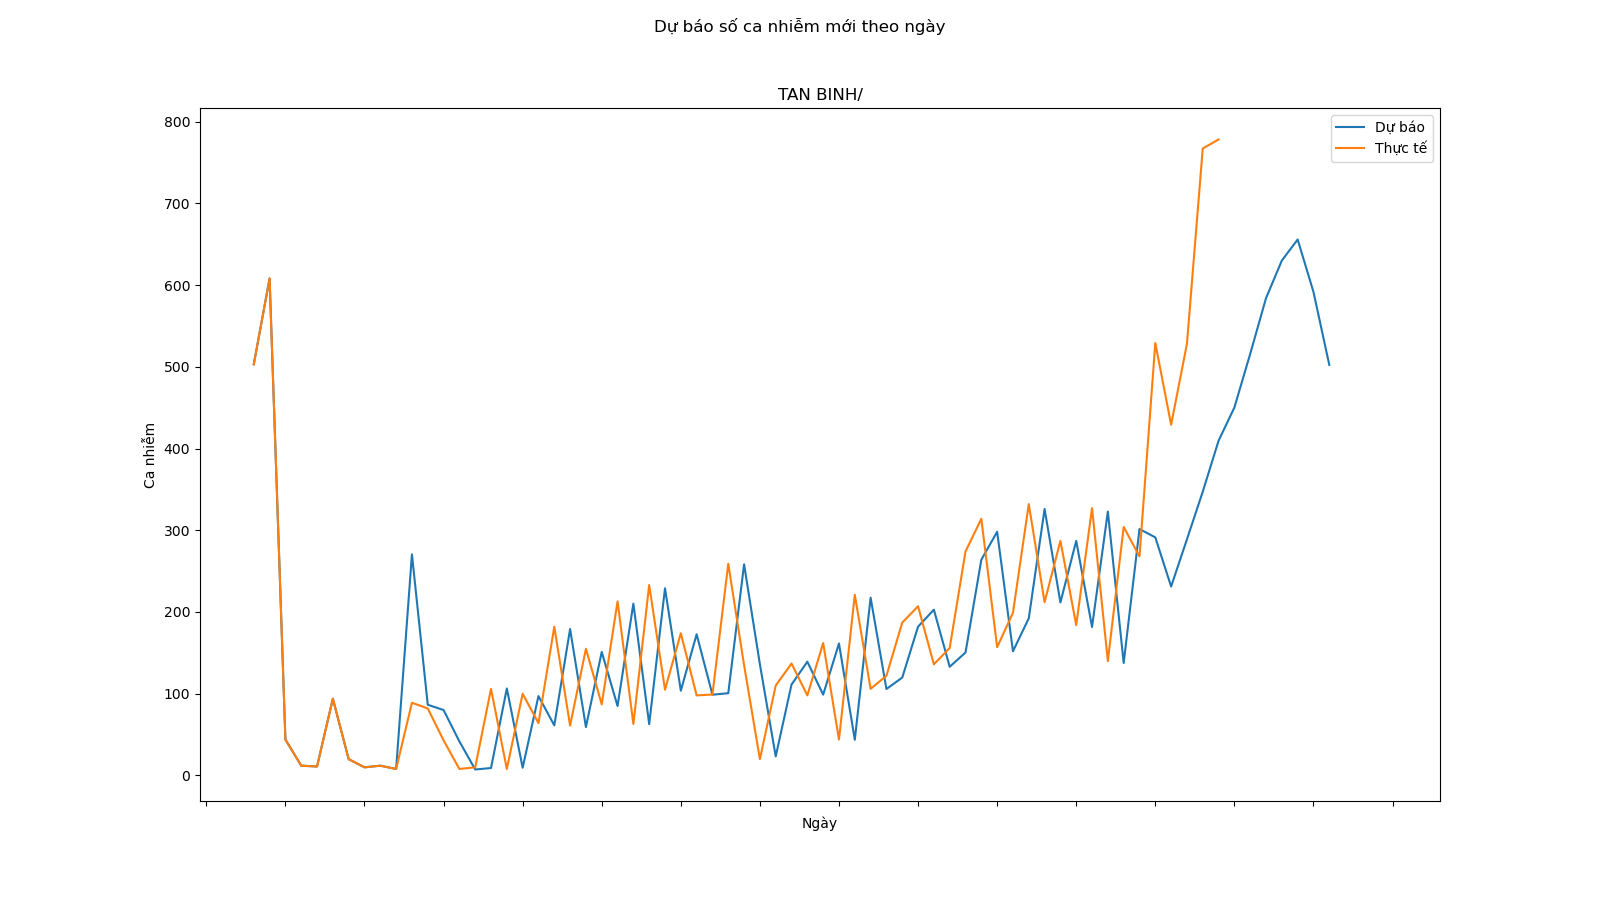 Dự báo số ca nhiễm mới theo ngày
TAN BINH/
Dự báo
Thực tế
800
700
600
500
400
300
200
100
0
Ca nhiễm
Ngày